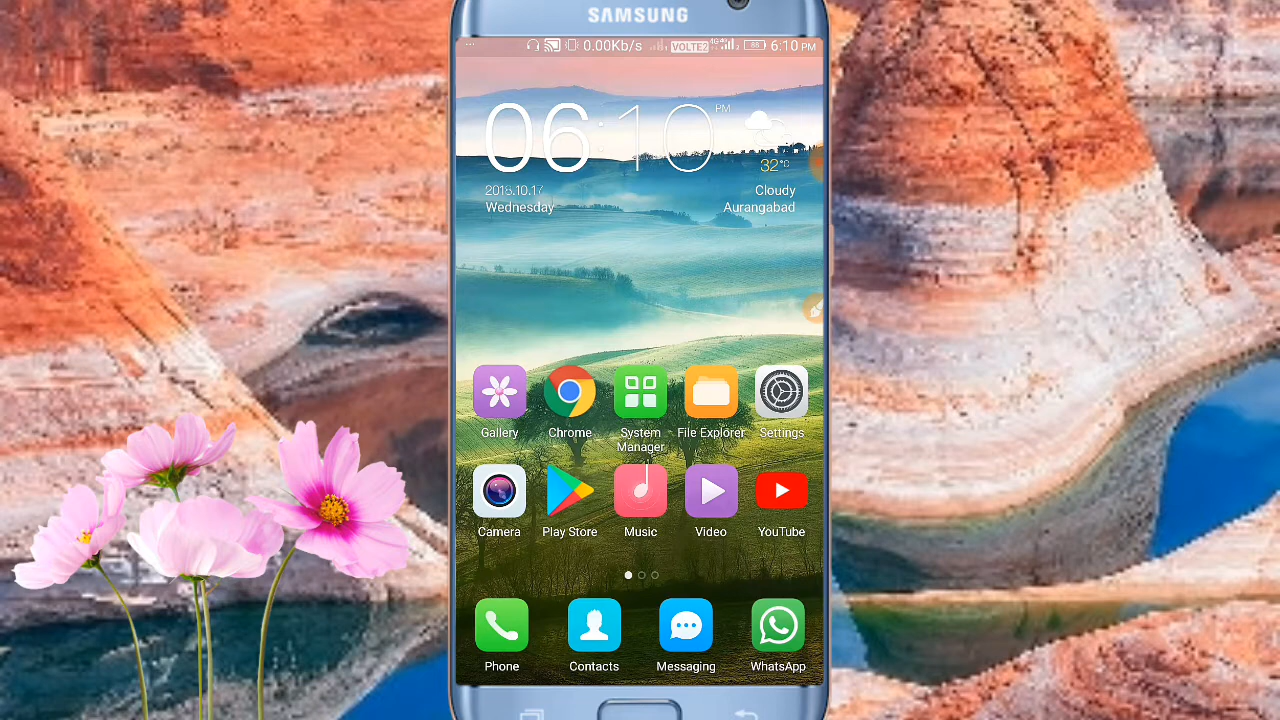 SAMSUNG
0.00Kb/s VOLTE2 4G 6:10 PM
06:10 PM
32°C
2018.10.17 Cloudy
Wednesday Aurangabad
Gallery Chrome System Manager File Explorer Settings
Camera Play Store Music Video YouTube
Phone Contacts Messaging WhatsApp